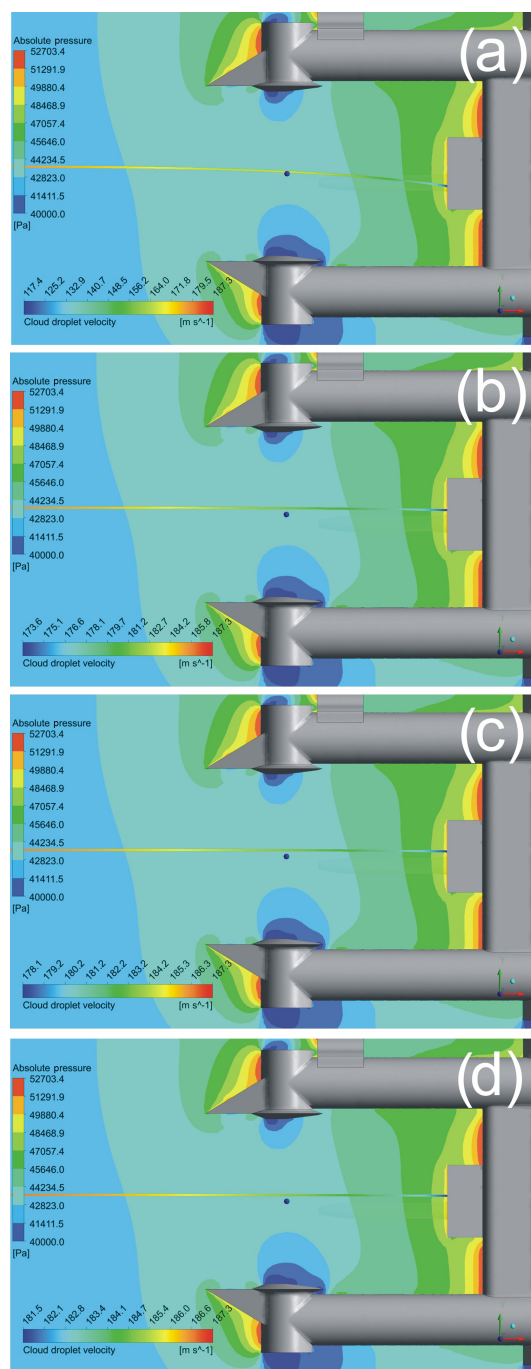 (a)
Absolute pressure
52703.4
51291.9
49880.4
48468.9
47057.4
45646.0
44234.5
42823.0
41411.5
40000.0
[Pa]
117.4 125.2 132.9 140.7 148.5 156.2 164.0 171.8 179.5 187.3
Cloud droplet velocity [m s^-1]
(b)
Absolute pressure
52703.4
51291.9
49880.4
48468.9
47057.4
45646.0
44234.5
42823.0
41411.5
40000.0
[Pa]
173.6 175.1 176.6 178.1 179.7 181.2 182.7 184.2 185.8 187.3
Cloud droplet velocity [m s^-1]
(c)
Absolute pressure
52703.4
51291.9
49880.4
48468.9
47057.4
45646.0
44234.5
42823.0
41411.5
40000.0
[Pa]
178.1 179.2 180.2 181.2 182.2 183.2 184.2 185.3 186.3 187.3
Cloud droplet velocity [m s^-1]
(d)
Absolute pressure
52703.4
51291.9
49880.4
48468.9
47057.4
45646.0
44234.5
42823.0
41411.5
40000.0
[Pa]
181.5 182.1 182.8 183.4 184.1 184.7 185.4 186.0 186.6 187.3
Cloud droplet velocity [m s^-1]